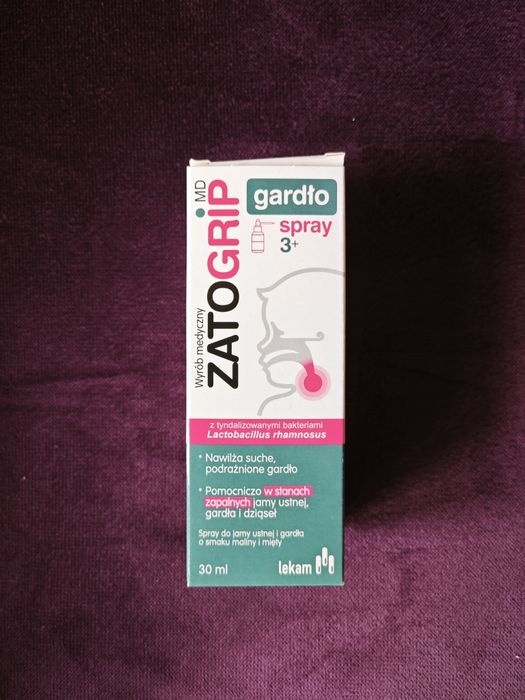 Wyrób medyczny
ZATOGRIP MD
gardło
spray
3+
z tyndalizowanymi bakteriami
Lactobacillus rhamnosus
• Nawilża suche,
podrażnione gardło
• Pomocniczo w stanach
zapalnych jamy ustnej,
gardła i dziąseł
Spray do jamy ustnej i gardła
o smaku maliny i mięty
30 ml
lekam